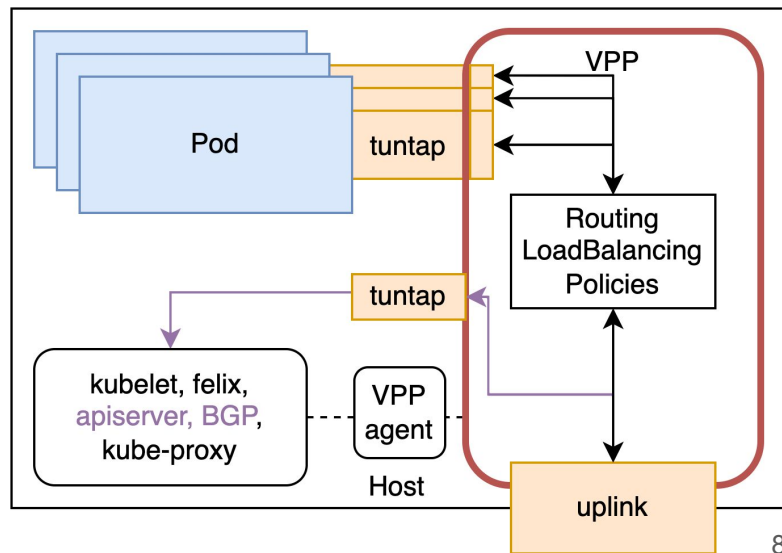 VPP
Pod
tuntap
Routing
LoadBalancing
Policies
tuntap
kubelet, felix,
apiserver, BGP,
kube-proxy
VPP
agent
Host
uplink
8